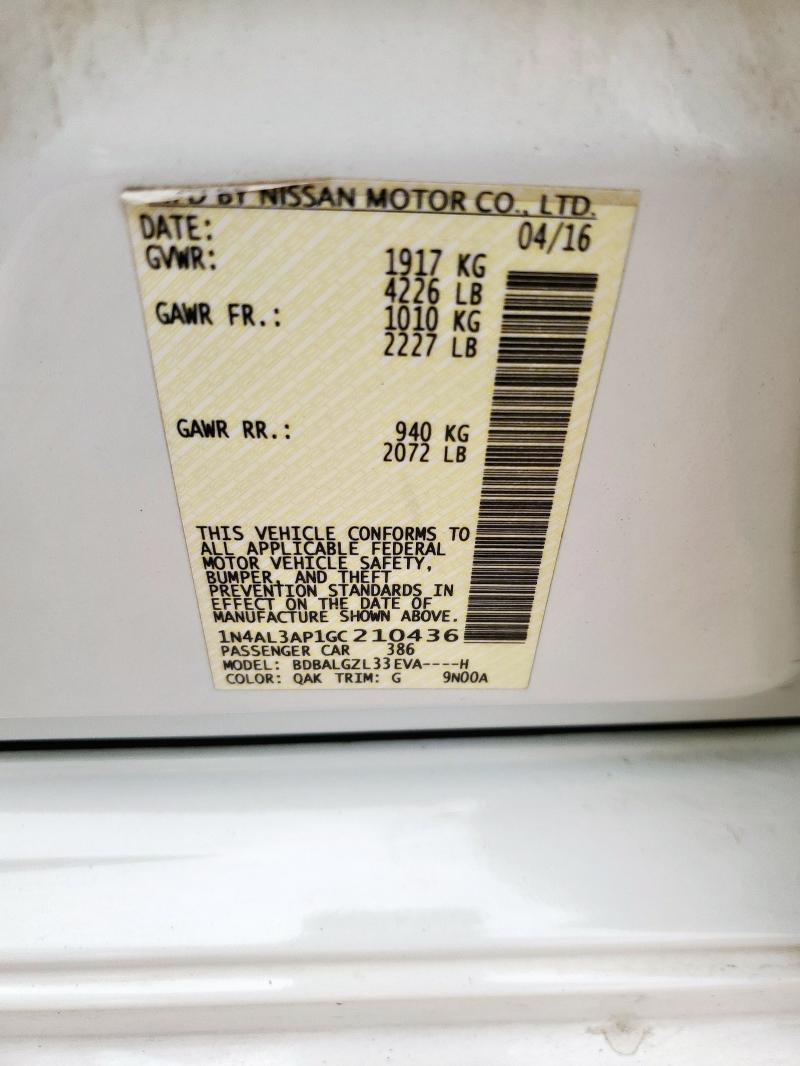 BY NISSAN MOTOR CO., LTD.
DATE: 04/16
GVWR: 1917 KG
4226 LB
GAWR FR.: 1010 KG
2227 LB
GAWR RR.: 940 KG
2072 LB
THIS VEHICLE CONFORMS TO
ALL APPLICABLE FEDERAL
MOTOR VEHICLE SAFETY,
BUMPER, AND THEFT
PREVENTION STANDARDS IN
EFFECT ON THE DATE OF
MANUFACTURE SHOWN ABOVE.
1N4AL3AP1GC210436
PASSENGER CAR 386
MODEL: BDBALGZL33EVA----H
COLOR: QAK TRIM: G 9N00A